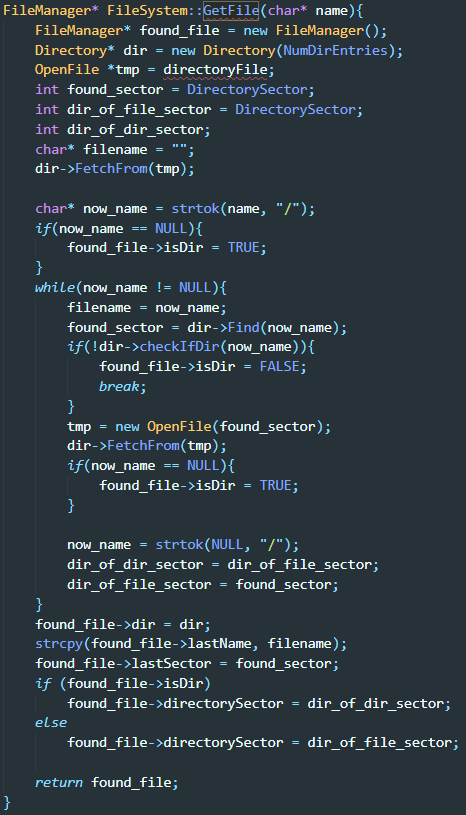 FileManager* FileSystem::GetFile(char* name){
    FileManager* found_file = new FileManager();
    Directory* dir = new Directory(NumDirEntries);
    OpenFile *tmp = directoryFile;
    int found_sector = DirectorySector;
    int dir_of_file_sector = DirectorySector;
    int dir_of_dir_sector;
    char* filename = "";
    dir->FetchFrom(tmp);

    char* now_name = strtok(name, "/");
    if(now_name == NULL){
        found_file->isDir = TRUE;
    }
    while(now_name != NULL){
        filename = now_name;
        found_sector = dir->Find(now_name);
        if(!dir->checkIfDir(now_name)){
            found_file->isDir = FALSE;
            break;
        }
        tmp = new OpenFile(found_sector);
        dir->FetchFrom(tmp);
        if(now_name == NULL){
            found_file->isDir = TRUE;
        }

        now_name = strtok(NULL, "/");
        dir_of_dir_sector = dir_of_file_sector;
        dir_of_file_sector = found_sector;
    }
    found_file->dir = dir;
    strcpy(found_file->lastName, filename);
    found_file->lastSector = found_sector;
    if (found_file->isDir)
        found_file->directorySector = dir_of_dir_sector;
    else
        found_file->directorySector = dir_of_file_sector;

    return found_file;
}